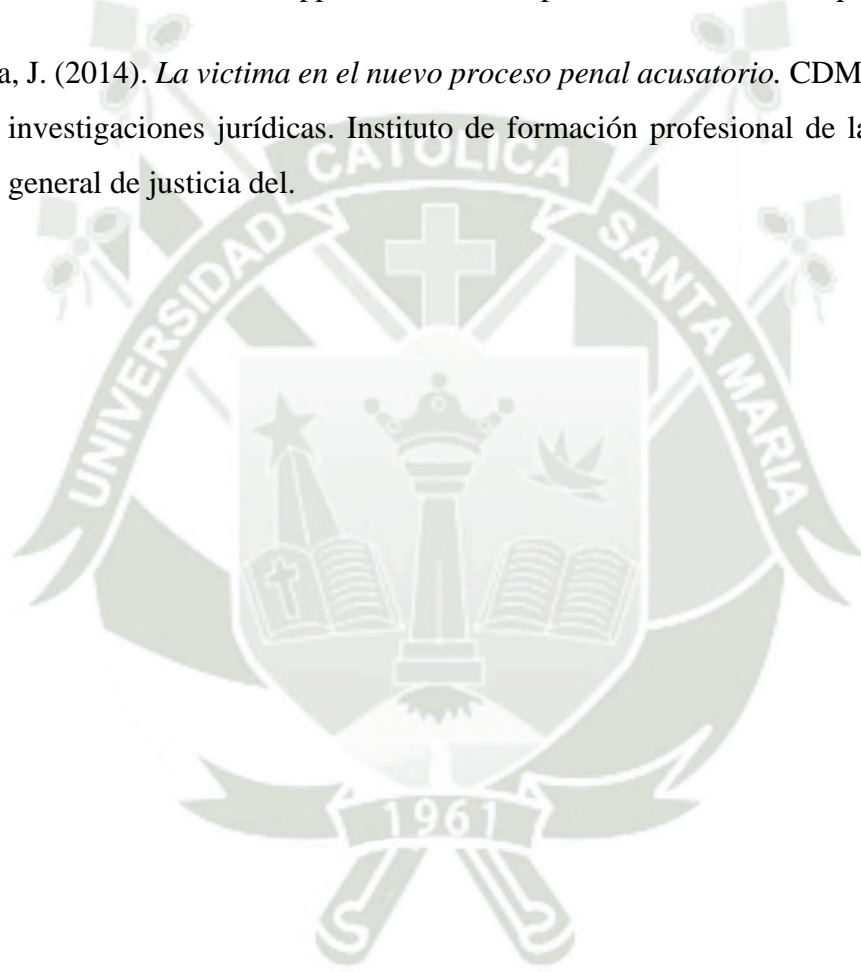 a, J. (2014). La victima en el nuevo proceso penal acusatorio. CDM
investigaciones jurídicas. Instituto de formación profesional de la
general de justicia del.
UNIVERSIDAD CATOLICA SANTA MARIA
1961